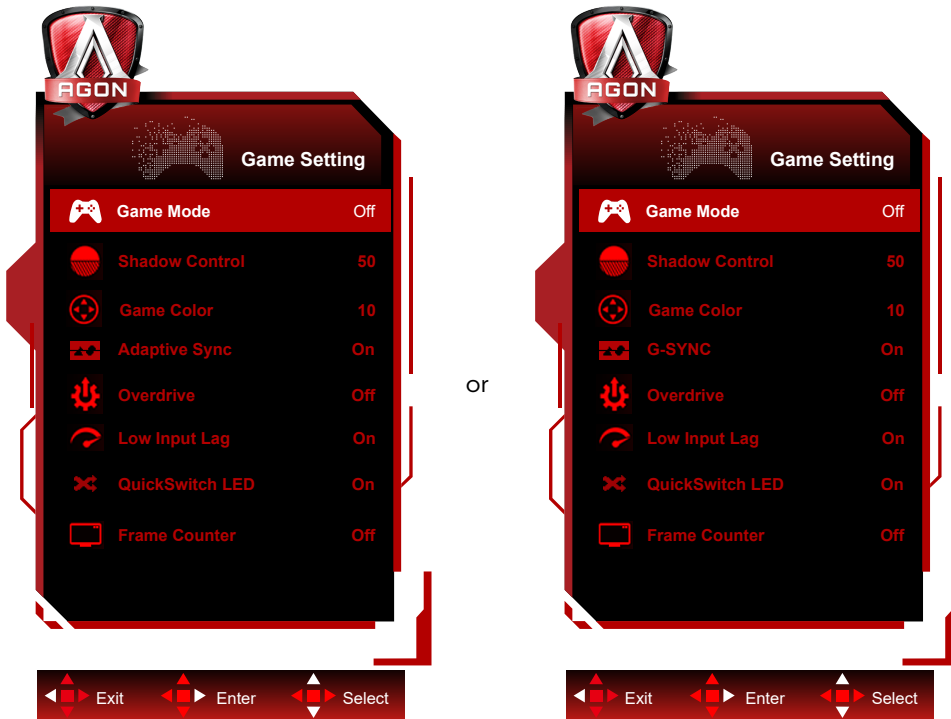 AGON
Game Setting
Game Mode Off
Shadow Control 50
Game Color 10
Adaptive Sync On
Overdrive Off
Low Input Lag On
QuickSwitch LED On
Frame Counter Off
Exit Enter Select
or
AGON
Game Setting
Game Mode Off
Shadow Control 50
Game Color 10
G-SYNC On
Overdrive Off
Low Input Lag On
QuickSwitch LED On
Frame Counter Off
Exit Enter Select